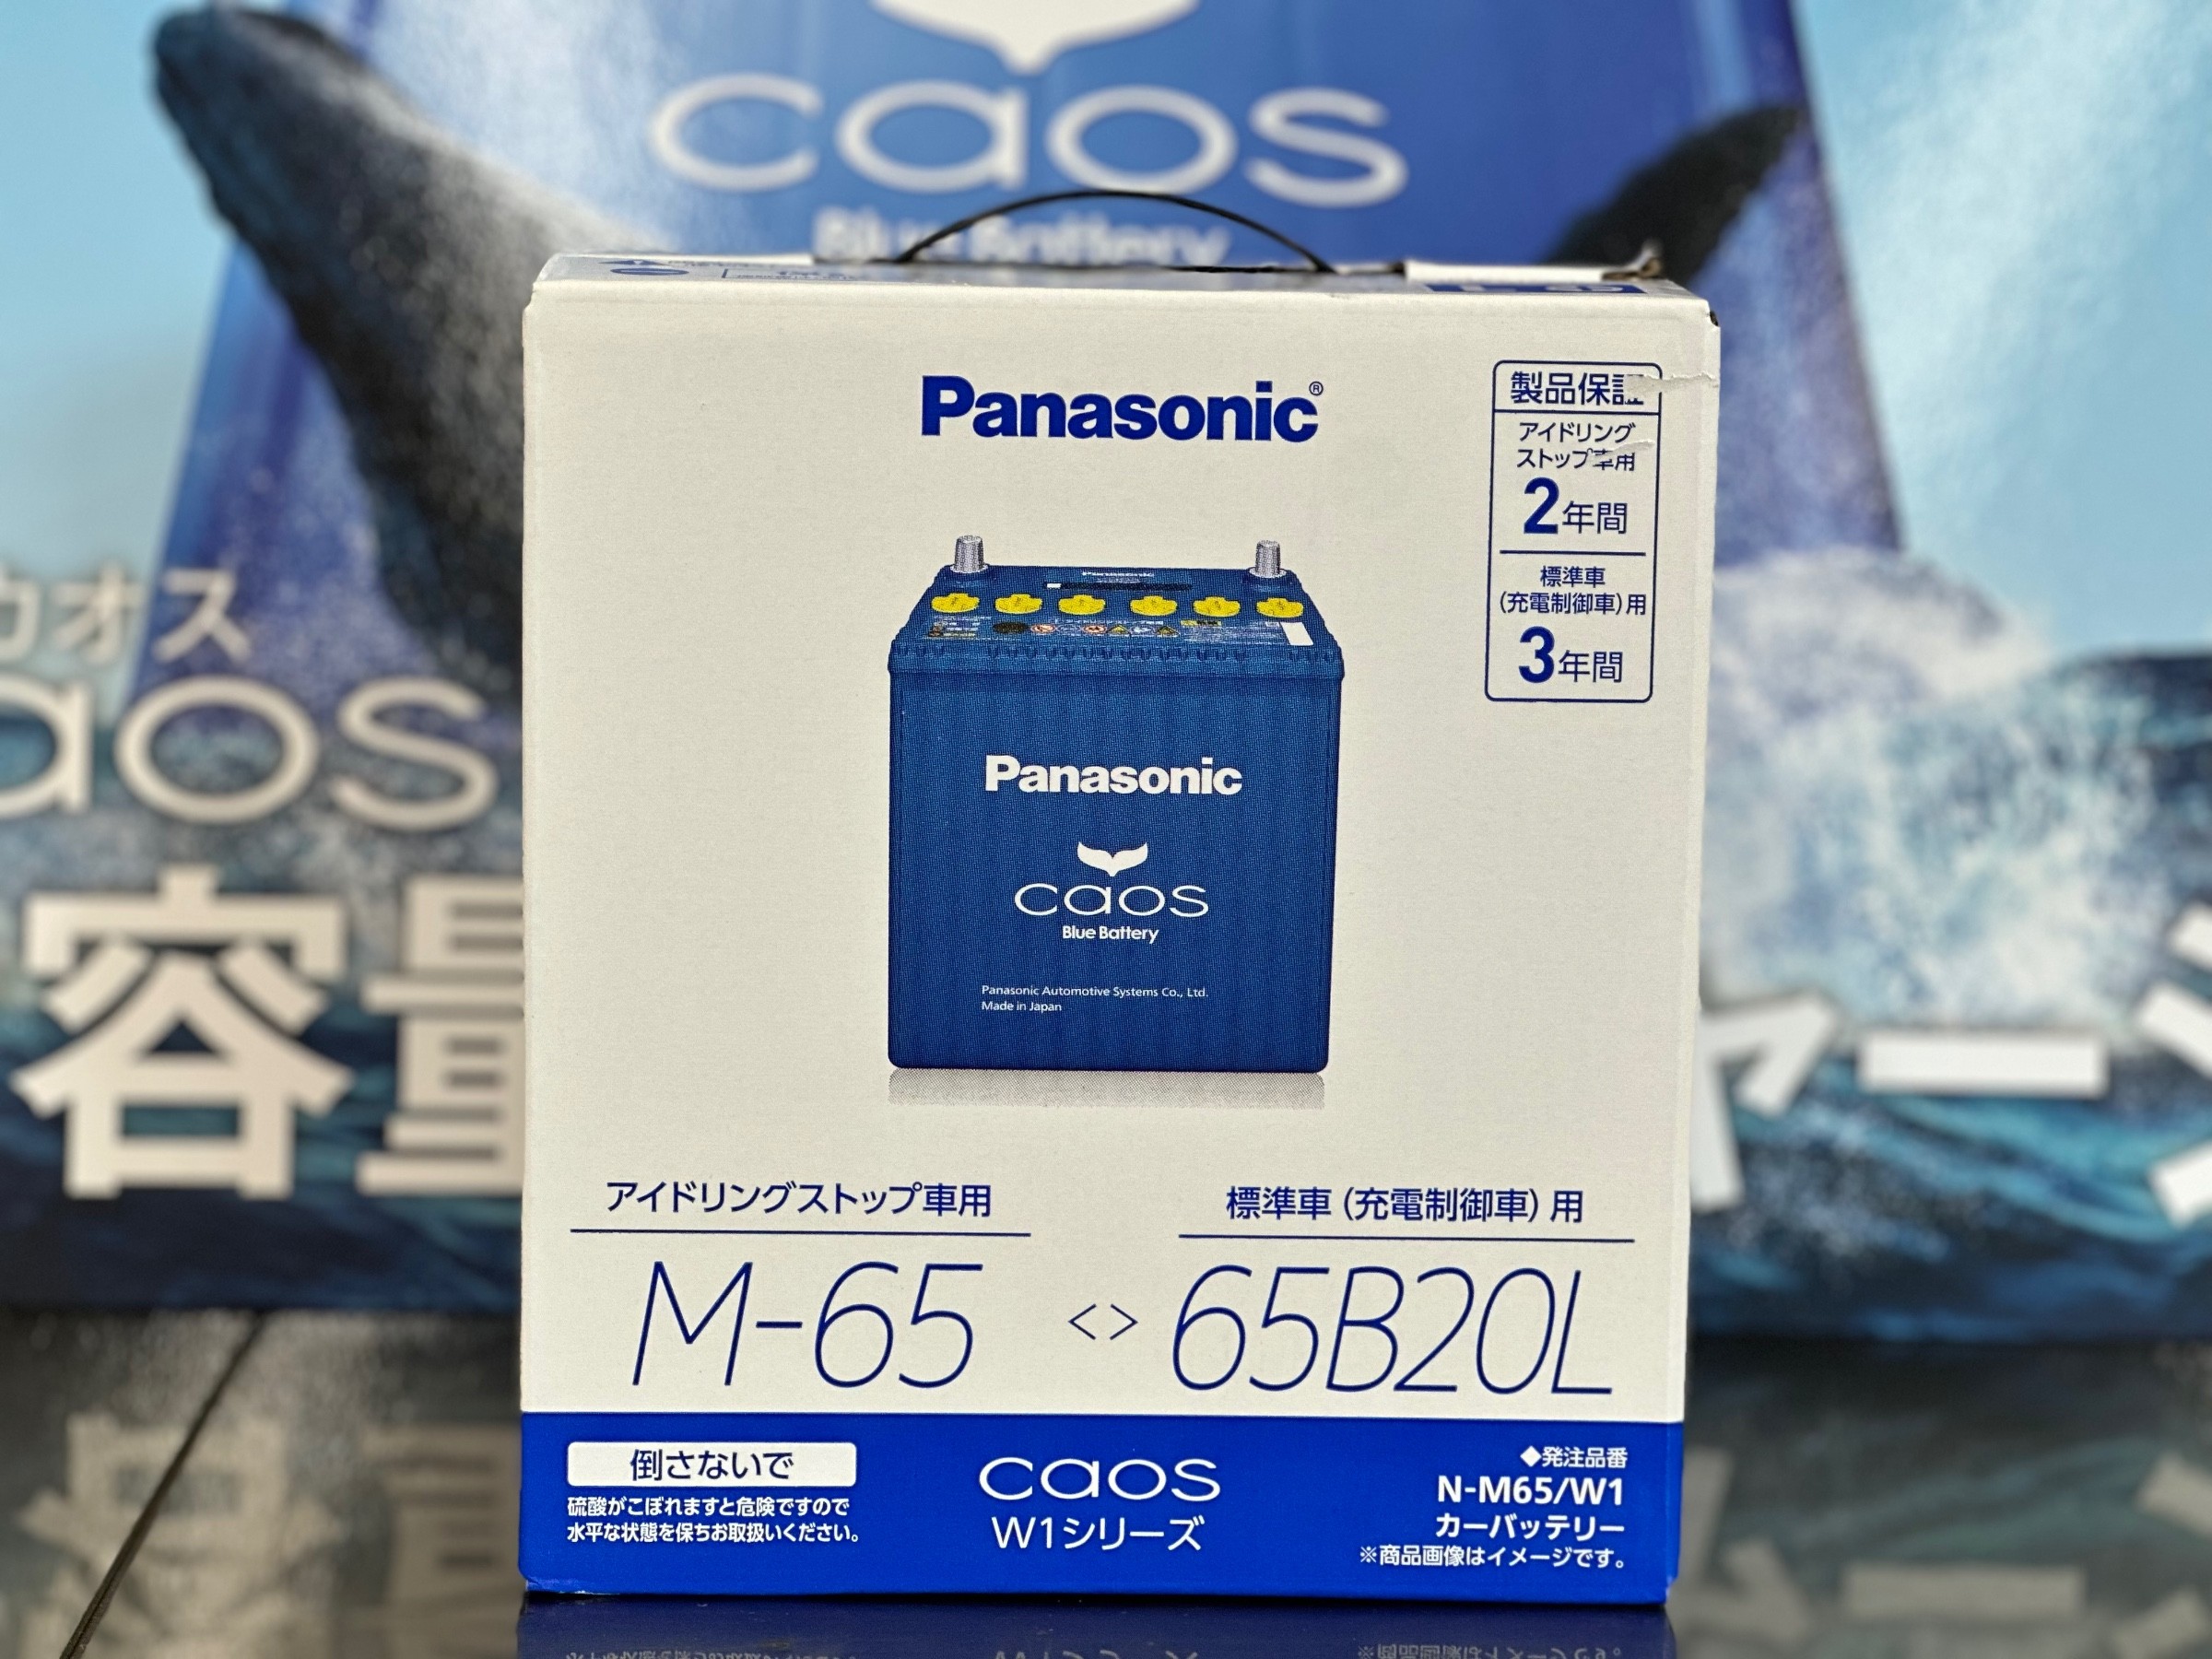 caos
Blue Battery
ウオス
aos
容量
Panasonic®
製品保証
アイドリング
ストップ車用
2年間
標準車
(充電制御車)用
3年間
Panasonic
Panasonic
caos
Blue Battery
Panasonic Automotive Systems Co., Ltd.
Made in Japan
アイドリングストップ車用
標準車(充電制御車)用
M-65 <> 65B20L
倒さないで
硫酸がこぼれますと危険ですので
水平な状態を保ちお取扱いください。
caos
W1シリーズ
◆発注品番
N-M65/W1
カーバッテリー
※商品画像はイメージです。